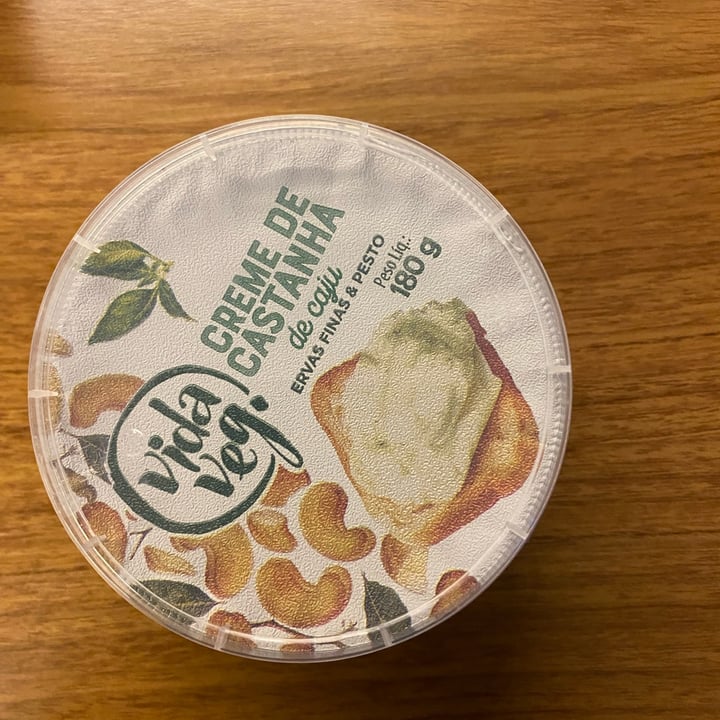 CREME DE
CASTANHA
de caju
ERVAS FINAS & PESTO
Peso Líq.:
180 g
Vida
Veg.